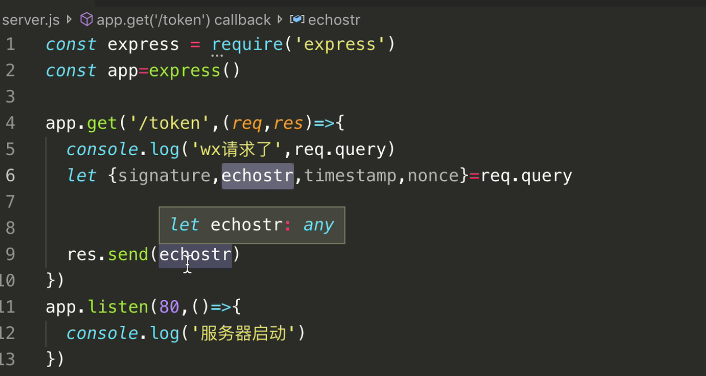 server.js > app.get('/token') callback > echostr
1 const express = require('express')
2 const app=express()
3
4 app.get('/token',(req,res)=>{
5 console.log('wx请求了',req.query)
6 let {signature,echostr,timestamp,nonce}=req.query
7
let echostr: any
8
9 res.send(echostr)
10 })
11 app.listen(80,()=>{
12 console.log('服务器启动')
13 })